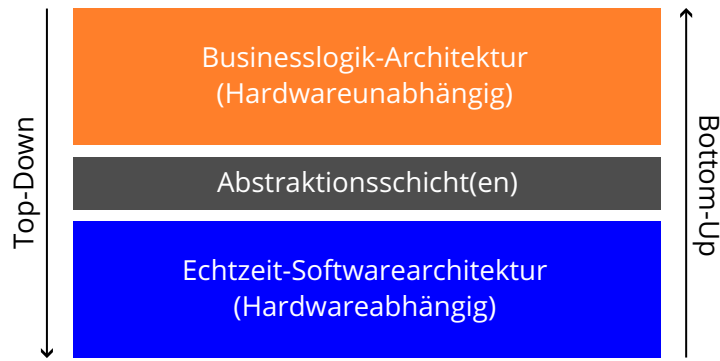 Top-Down
Businesslogik-Architektur
(Hardwareunabhängig)
Abstraktionsschicht(en)
Echtzeit-Softwarearchitektur
(Hardwareabhängig)
Bottom-Up